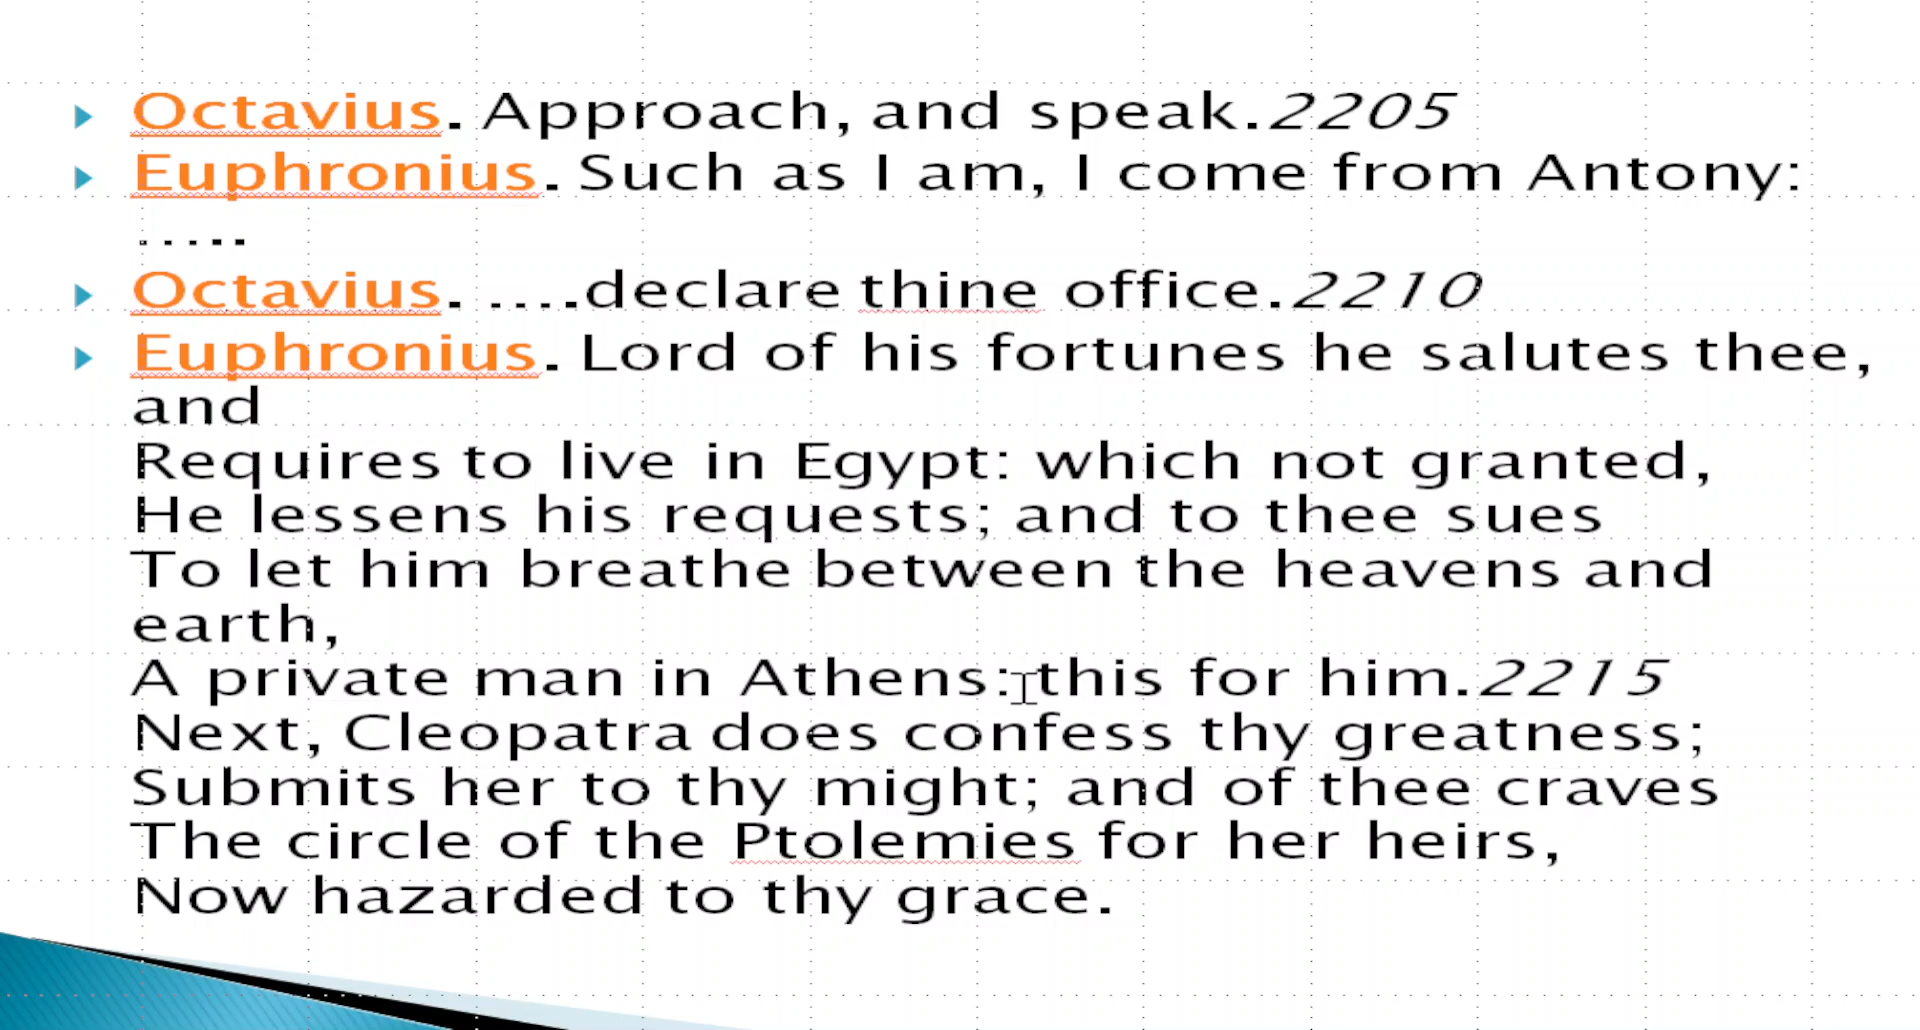 Octavius. Approach, and speak.2205
Euphronius. Such as I am, I come from Antony:
.....
Octavius. ....declare thine office.2210
Euphronius. Lord of his fortunes he salutes thee,
and
Requires to live in Egypt: which not granted,
He lessens his requests; and to thee sues
To let him breathe between the heavens and
earth,
A private man in Athens: this for him.2215
Next, Cleopatra does confess thy greatness;
Submits her to thy might; and of thee craves
The circle of the Ptolemies for her heirs,
Now hazarded to thy grace.